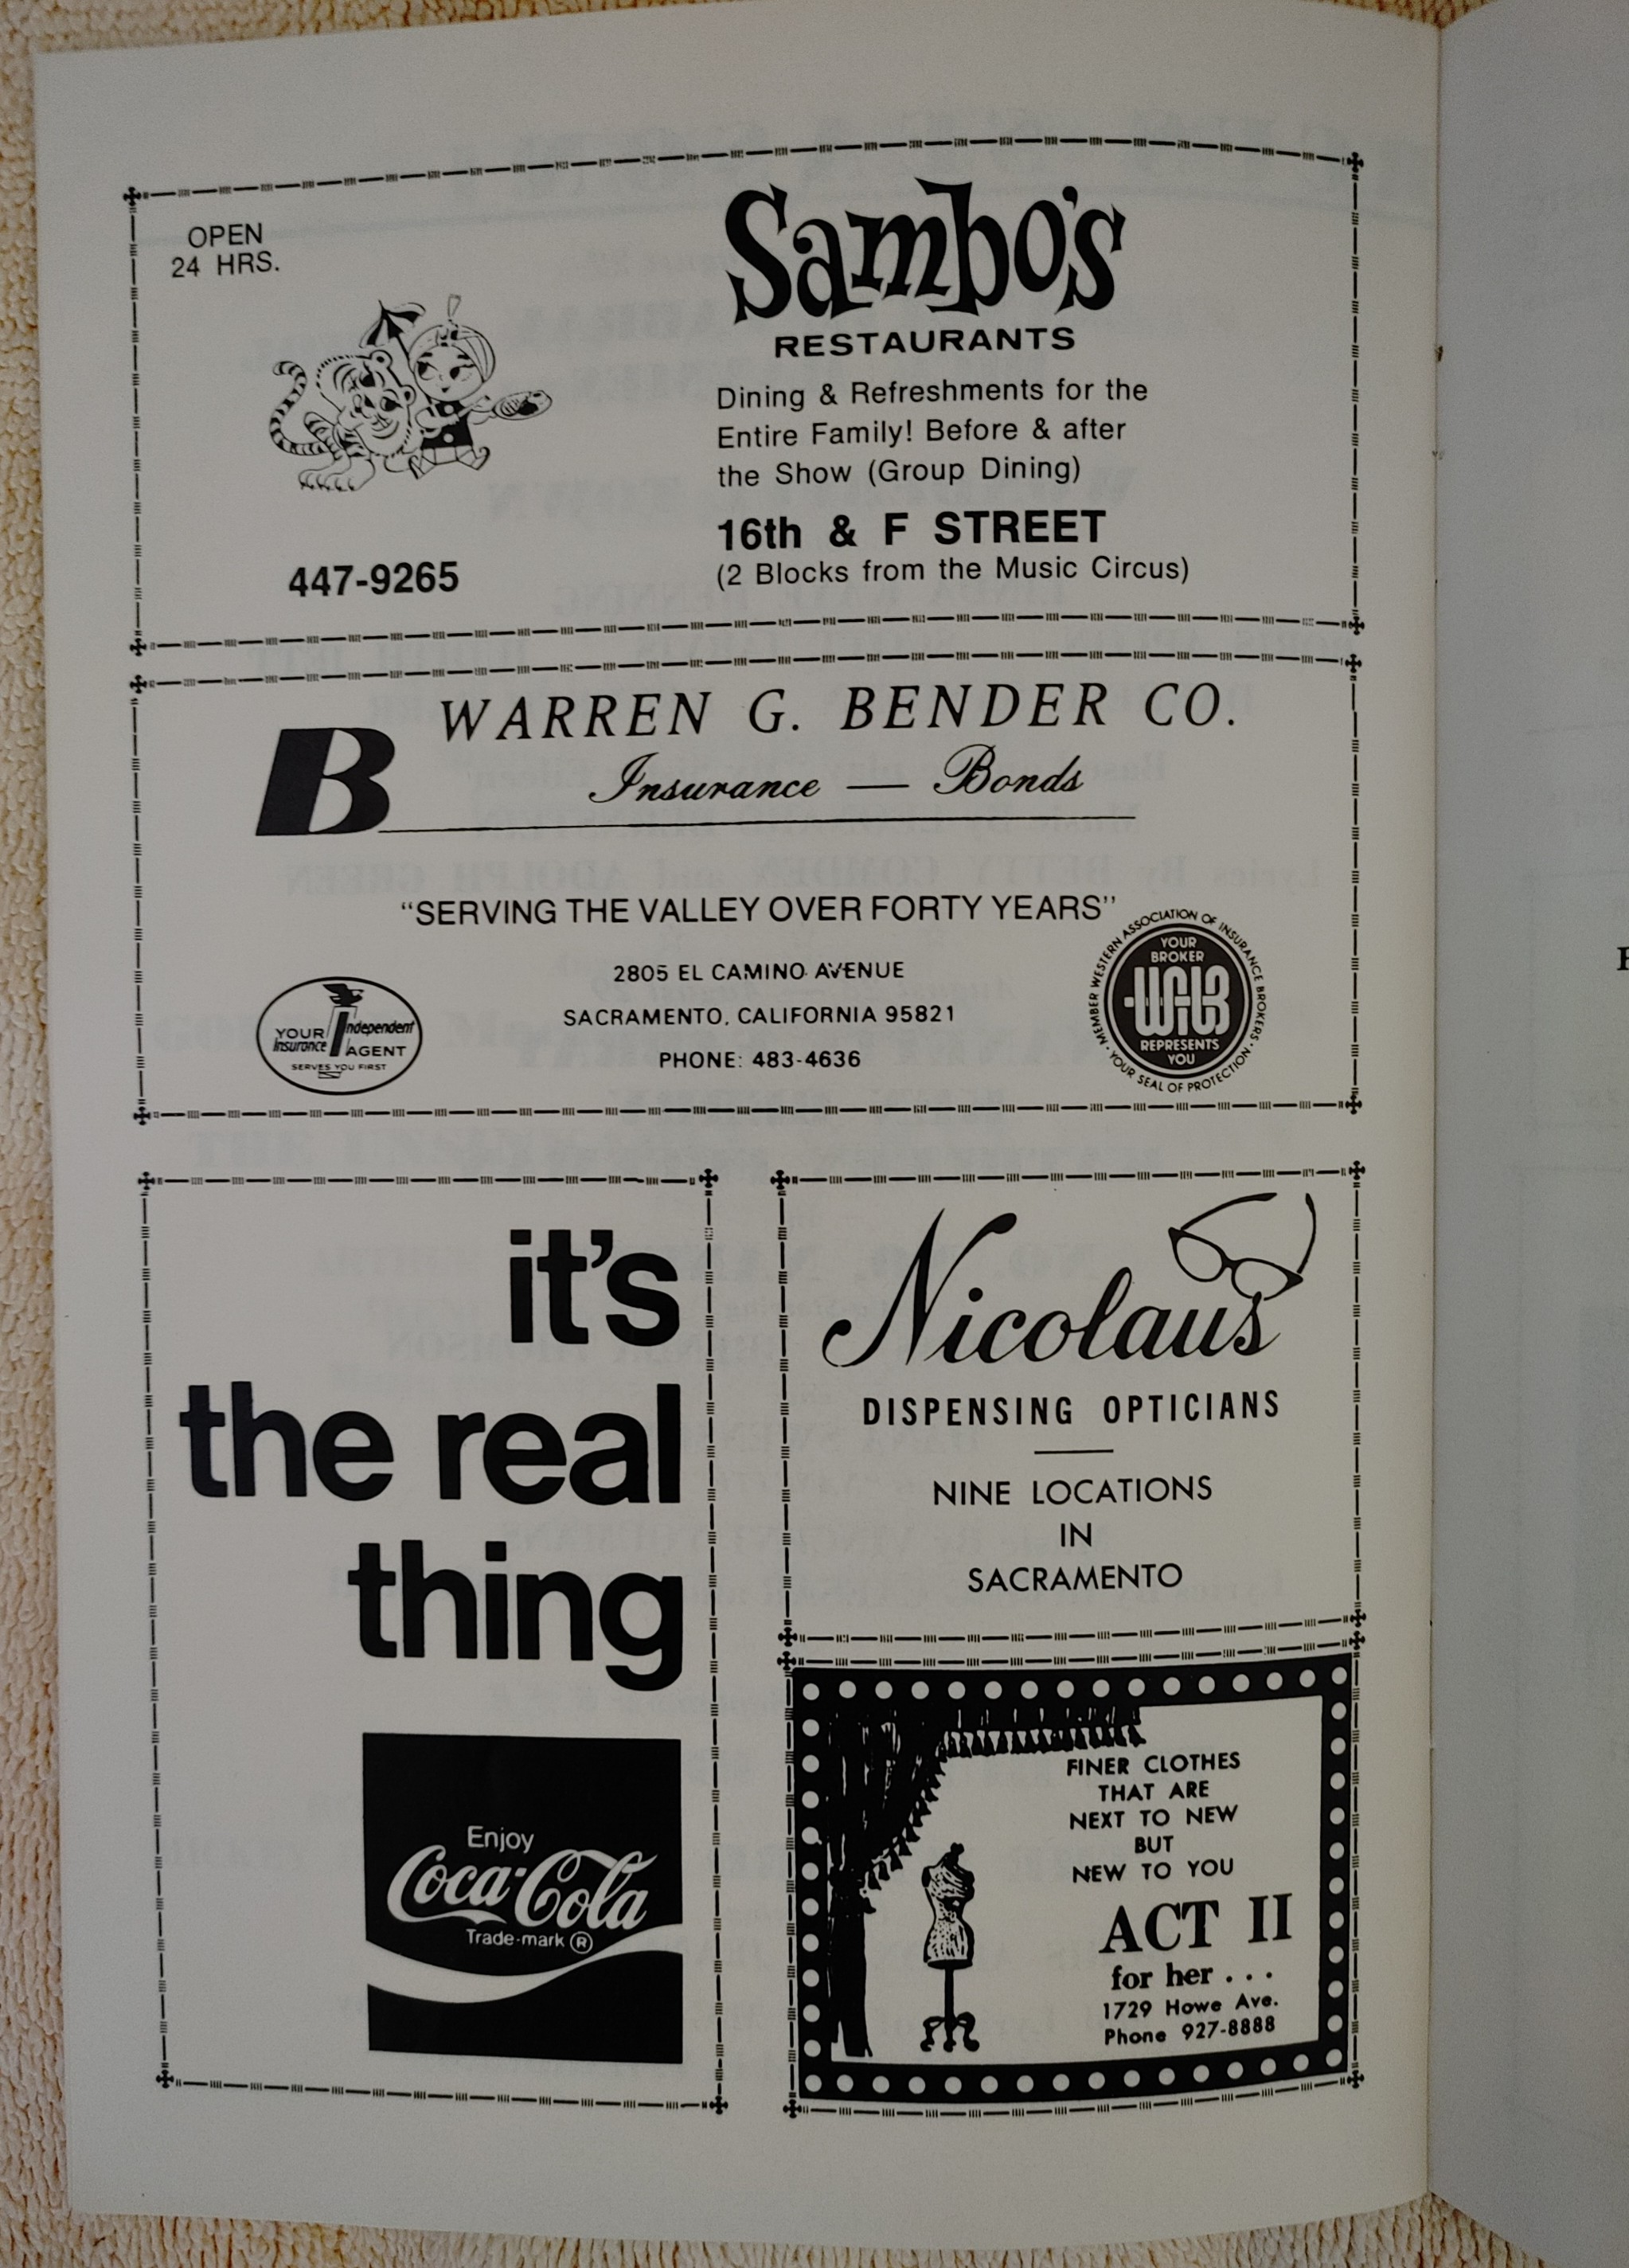 OPEN
24 HRS.
Sambo's
RESTAURANTS
Dining & Refreshments for the
Entire Family! Before & after
the Show (Group Dining)
16th & F STREET
(2 Blocks from the Music Circus)
447-9265
B
WARREN G. BENDER CO.
Insurance — Bonds
"SERVING THE VALLEY OVER FORTY YEARS"
2805 EL CAMINO AVENUE
SACRAMENTO, CALIFORNIA 95821
PHONE: 483-4636
YOUR Independent
Insurance AGENT
SERVES YOU FIRST
MEMBER WESTERN ASSOCIATION OF INSURANCE BROKERS · YOUR SEAL OF PROTECTION ·
YOUR
BROKER
WAIB
REPRESENTS
YOU
it's
the real
thing
Enjoy
Coca-Cola
Trade-mark ®
Nicolaus
DISPENSING OPTICIANS
NINE LOCATIONS
IN
SACRAMENTO
FINER CLOTHES
THAT ARE
NEXT TO NEW
BUT
NEW TO YOU
ACT II
for her . . .
1729 Howe Ave.
Phone 927-8888